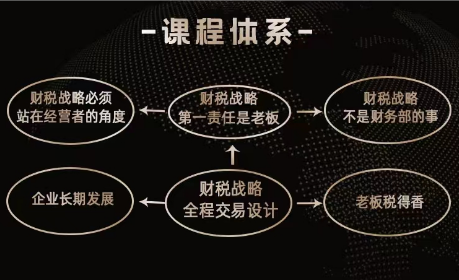 -课程体系-
财税战略必须
站在经营者的角度
财税战略
第一责任是老板
财税战略
不是财务部的事
企业长期发展
财税战略
全程交易设计
老板税得香